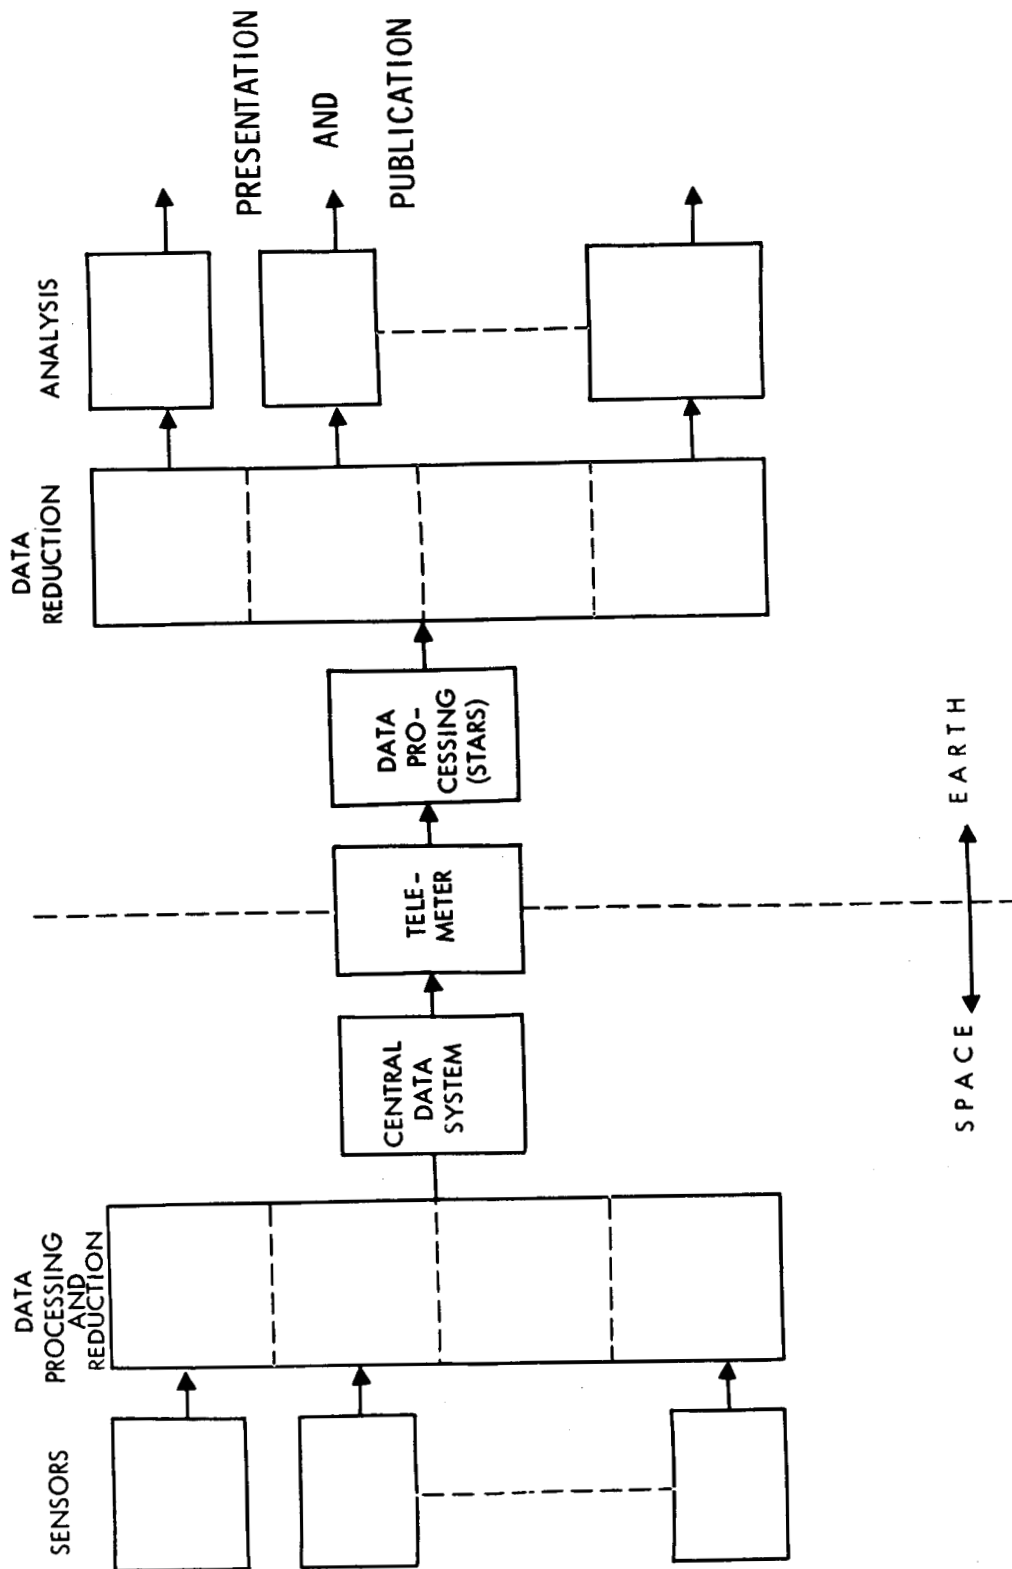 SENSORS
DATA
PROCESSING
AND
REDUCTION
CENTRAL
DATA
SYSTEM
TELE-
METER
DATA
PRO-
CESSING
(STARS)
DATA
REDUCTION
ANALYSIS
PRESENTATION
AND
PUBLICATION
SPACE
EARTH